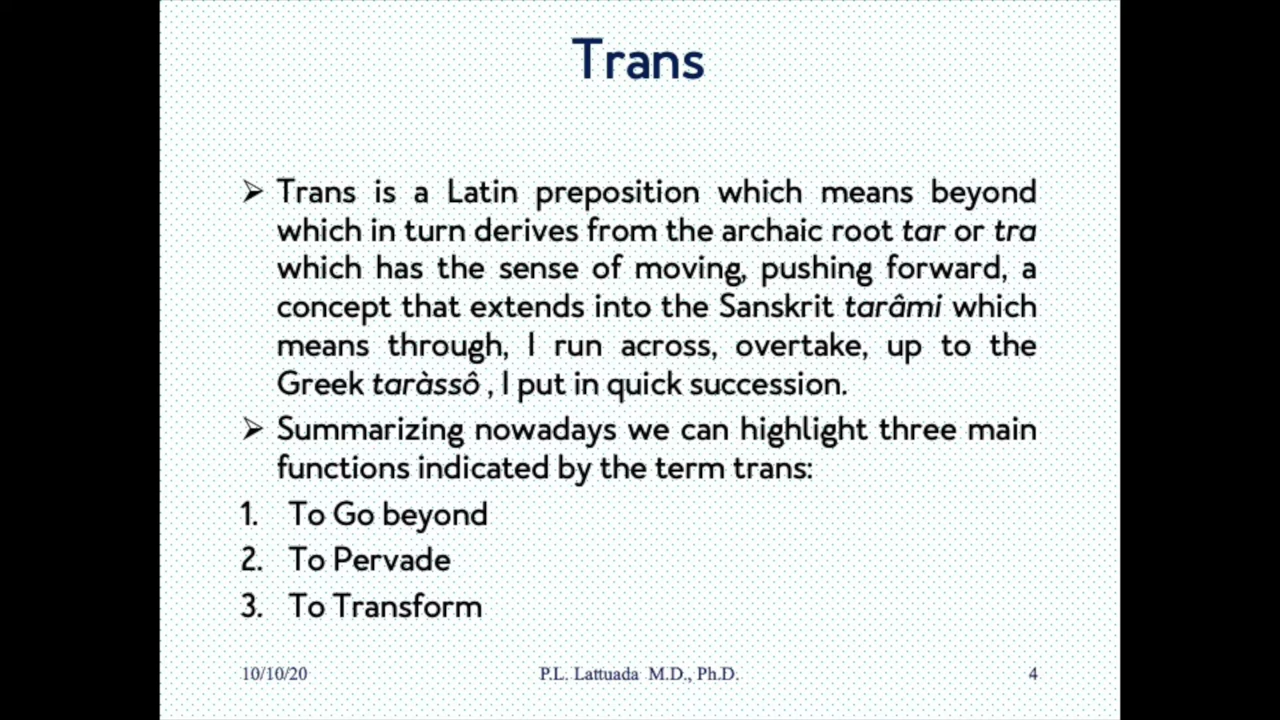 Trans
➢ Trans is a Latin preposition which means beyond
which in turn derives from the archaic root tar or tra
which has the sense of moving, pushing forward, a
concept that extends into the Sanskrit tarâmi which
means through, I run across, overtake, up to the
Greek taràssô , I put in quick succession.
➢ Summarizing nowadays we can highlight three main
functions indicated by the term trans:
1. To Go beyond
2. To Pervade
3. To Transform
10/10/20 P.L. Lattuada M.D., Ph.D. 4